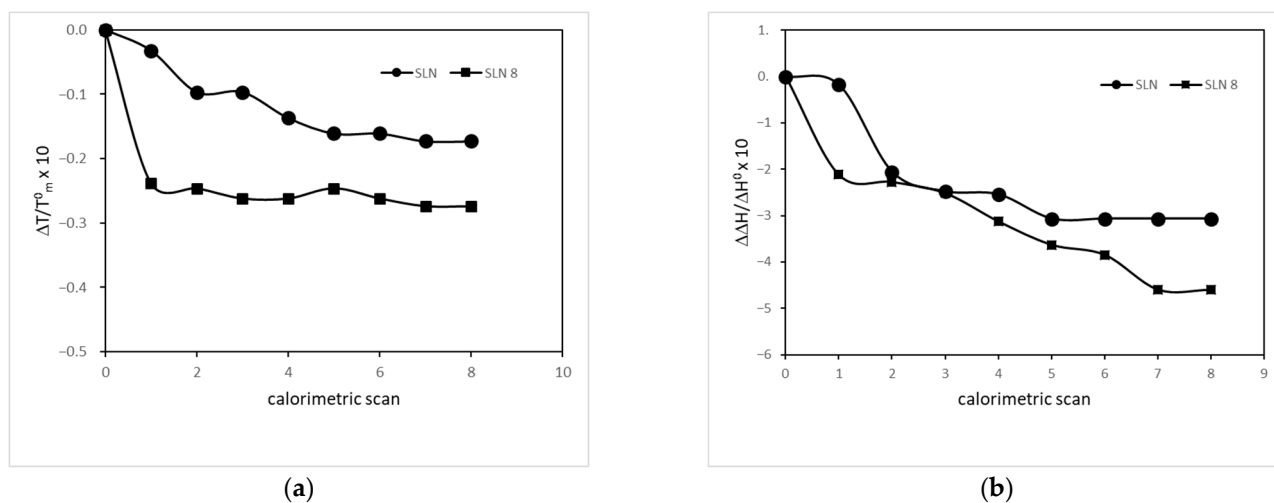 0.0
−0.1
−0.2
−0.3
−0.4
−0.5
0 2 4 6 8 10
ΔT/T⁰ₘ x 10
calorimetric scan
SLN SLN 8
(a)
1.
0.
−1
−2
−3
−4
−5
−6
0 1 2 3 4 5 6 7 8 9
ΔΔH/ΔH⁰ x 10
calorimetric scan
SLN SLN 8
(b)